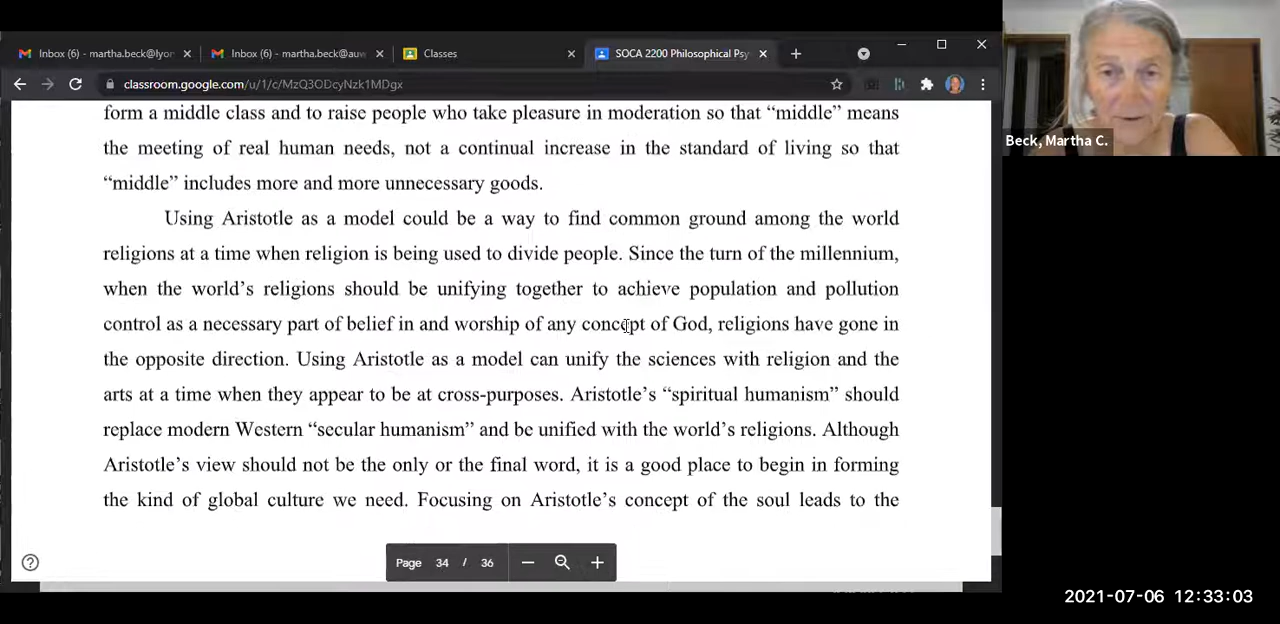 Inbox (6) - martha.beck@lyor
Inbox (6) - martha.beck@auw
Classes
SOCA 2200 Philosophical Psy
classroom.google.com/u/1/c/MzQ3ODcyNzk1MDgx
Beck, Martha C.
form a middle class and to raise people who take pleasure in moderation so that “middle” means
the meeting of real human needs, not a continual increase in the standard of living so that
“middle” includes more and more unnecessary goods.
Using Aristotle as a model could be a way to find common ground among the world
religions at a time when religion is being used to divide people. Since the turn of the millennium,
when the world’s religions should be unifying together to achieve population and pollution
control as a necessary part of belief in and worship of any concept of God, religions have gone in
the opposite direction. Using Aristotle as a model can unify the sciences with religion and the
arts at a time when they appear to be at cross-purposes. Aristotle’s “spiritual humanism” should
replace modern Western “secular humanism” and be unified with the world’s religions. Although
Aristotle’s view should not be the only or the final word, it is a good place to begin in forming
the kind of global culture we need. Focusing on Aristotle’s concept of the soul leads to the
Page 34 / 36
2021-07-06 12:33:03